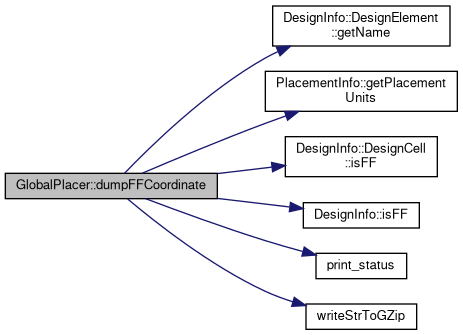 DesignInfo::DesignElement
::getName
PlacementInfo::getPlacement
Units
DesignInfo::DesignCell
::isFF
GlobalPlacer::dumpFFCoordinate
DesignInfo::isFF
print_status
writeStrToGZip